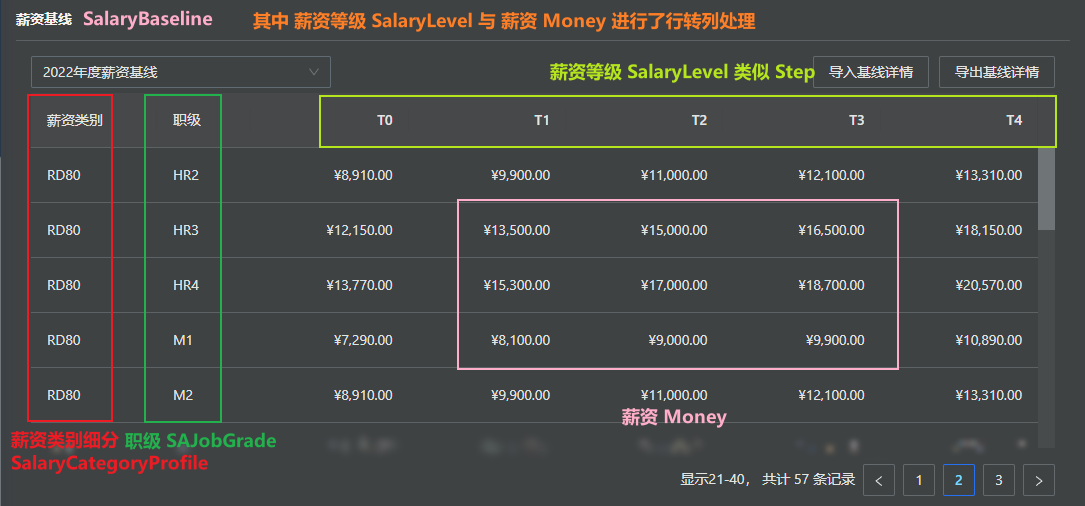 薪资基线 SalaryBaseline 其中 薪资等级 SalaryLevel 与 薪资 Money 进行了行转列处理
2022年度薪资基线 薪资等级 SalaryLevel 类似 Step 导入基线详情 导出基线详情
薪资类别 职级 T0 T1 T2 T3 T4
RD80 HR2 ¥8,910.00 ¥9,900.00 ¥11,000.00 ¥12,100.00 ¥13,310.00
RD80 HR3 ¥12,150.00 ¥13,500.00 ¥15,000.00 ¥16,500.00 ¥18,150.00
RD80 HR4 ¥13,770.00 ¥15,300.00 ¥17,000.00 ¥18,700.00 ¥20,570.00
RD80 M1 ¥7,290.00 ¥8,100.00 ¥9,000.00 ¥9,900.00 ¥10,890.00
RD80 M2 ¥8,910.00 ¥9,900.00 ¥11,000.00 ¥12,100.00 ¥13,310.00
薪资 Money
薪资类别细分 职级 SAJobGrade
SalaryCategoryProfile
显示21-40， 共计 57 条记录 < 1 2 3 >